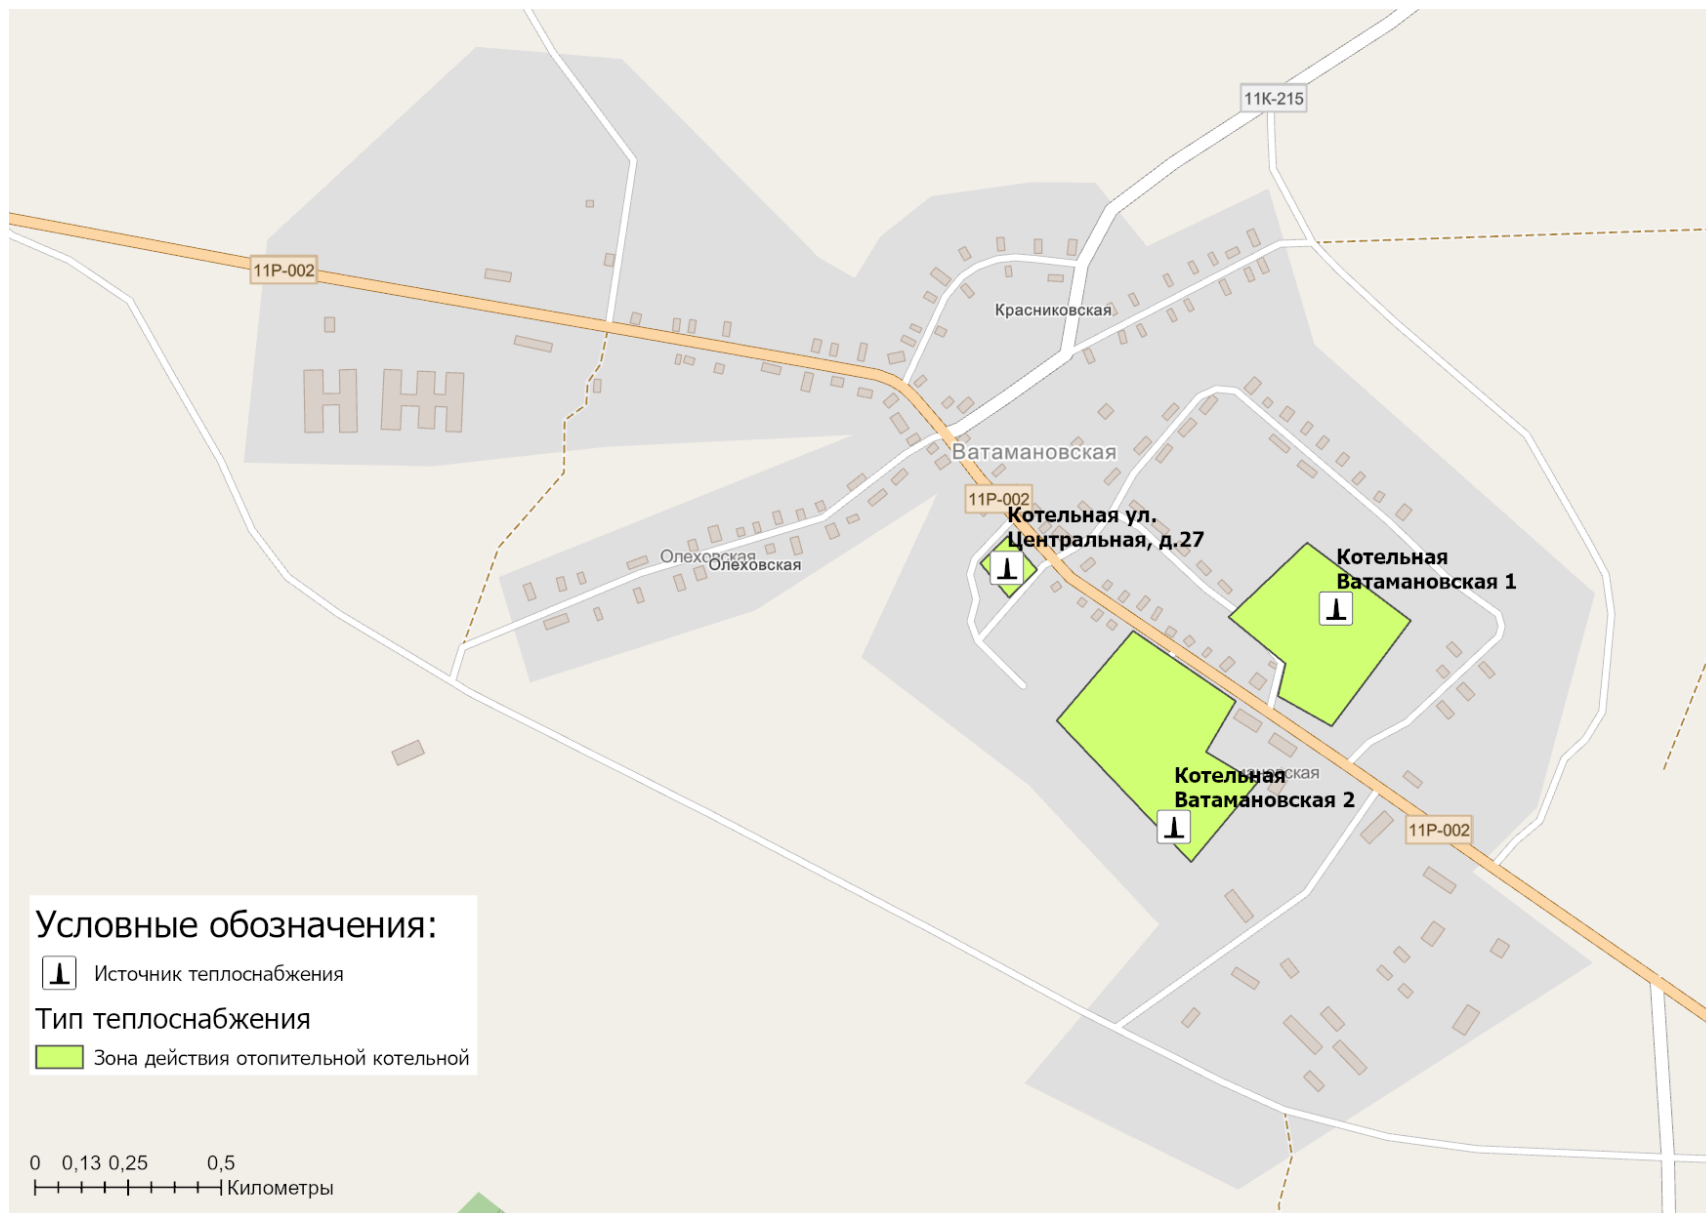 11К-215
11Р-002
Красниковская
Ватамановская
11Р-002
Котельная ул.
Центральная, д.27
Олеховская
Олеховская
Котельная
Ватамановская 1
Котельная
Ватамановская 2
11Р-002
Условные обозначения:
Источник теплоснабжения
Тип теплоснабжения
Зона действия отопительной котельной
0 0,13 0,25 0,5
Километры